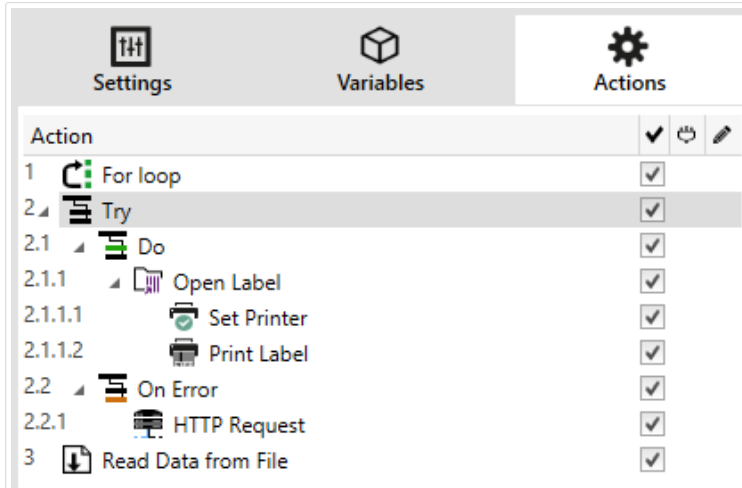 Settings Variables Actions
Action
1 For loop
2 Try
2.1 Do
2.1.1 Open Label
2.1.1.1 Set Printer
2.1.1.2 Print Label
2.2 On Error
2.2.1 HTTP Request
3 Read Data from File